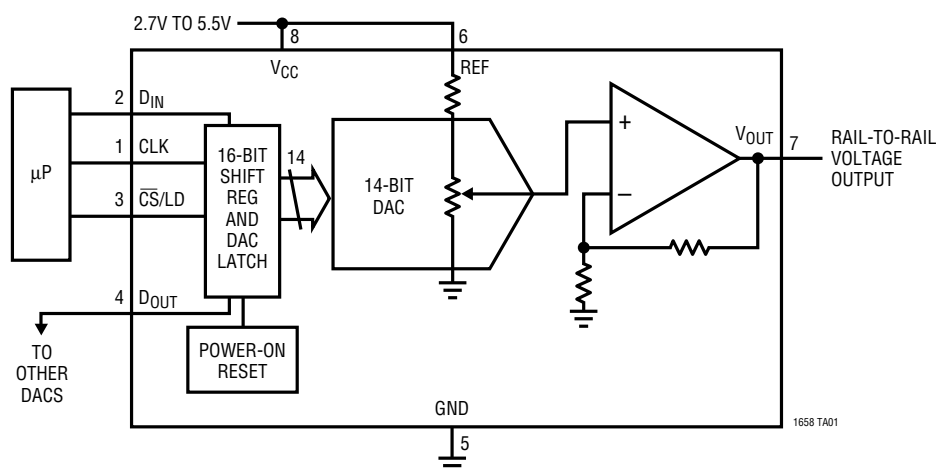 2.7V TO 5.5V
8
6
VCC
REF
µP
2
DIN
1
CLK
3
CS/LD
4
DOUT
16-BIT
SHIFT
REG
AND
DAC
LATCH
14
14-BIT
DAC
+
−
VOUT
7
RAIL-TO-RAIL
VOLTAGE
OUTPUT
TO
OTHER
DACS
POWER-ON
RESET
GND
5
1658 TA01